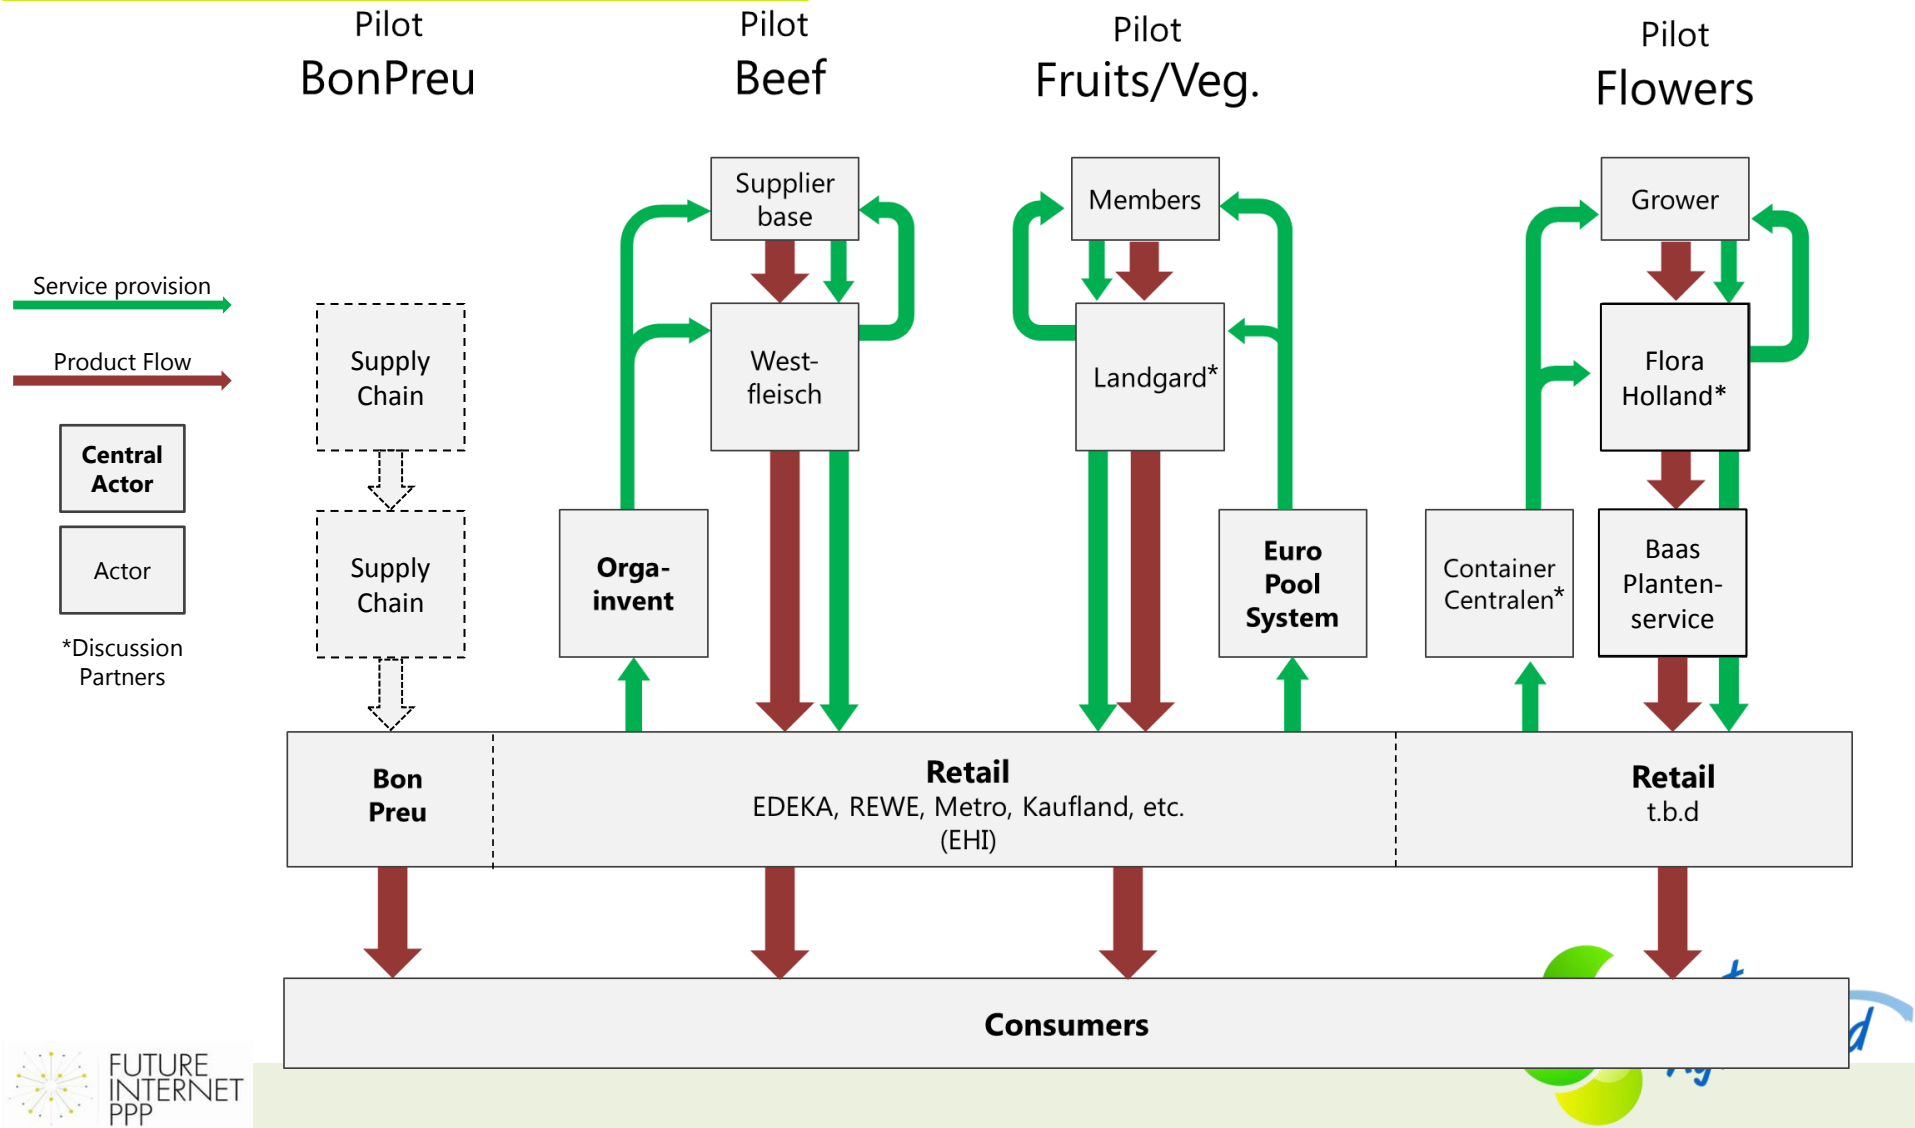 Pilot
BonPreu
Pilot
Beef
Pilot
Fruits/Veg.
Pilot
Flowers
Service provision
Product Flow
Central
Actor
Actor
*Discussion
Partners
Supply
Chain
Supply
Chain
Supplier
base
West-
fleisch
Orga-
invent
Members
Landgard*
Euro
Pool
System
Grower
Flora
Holland*
Container
Centralen*
Baas
Planten-
service
Bon
Preu
Retail
EDEKA, REWE, Metro, Kaufland, etc.
(EHI)
Retail
t.b.d
Consumers
FUTURE
INTERNET
PPP